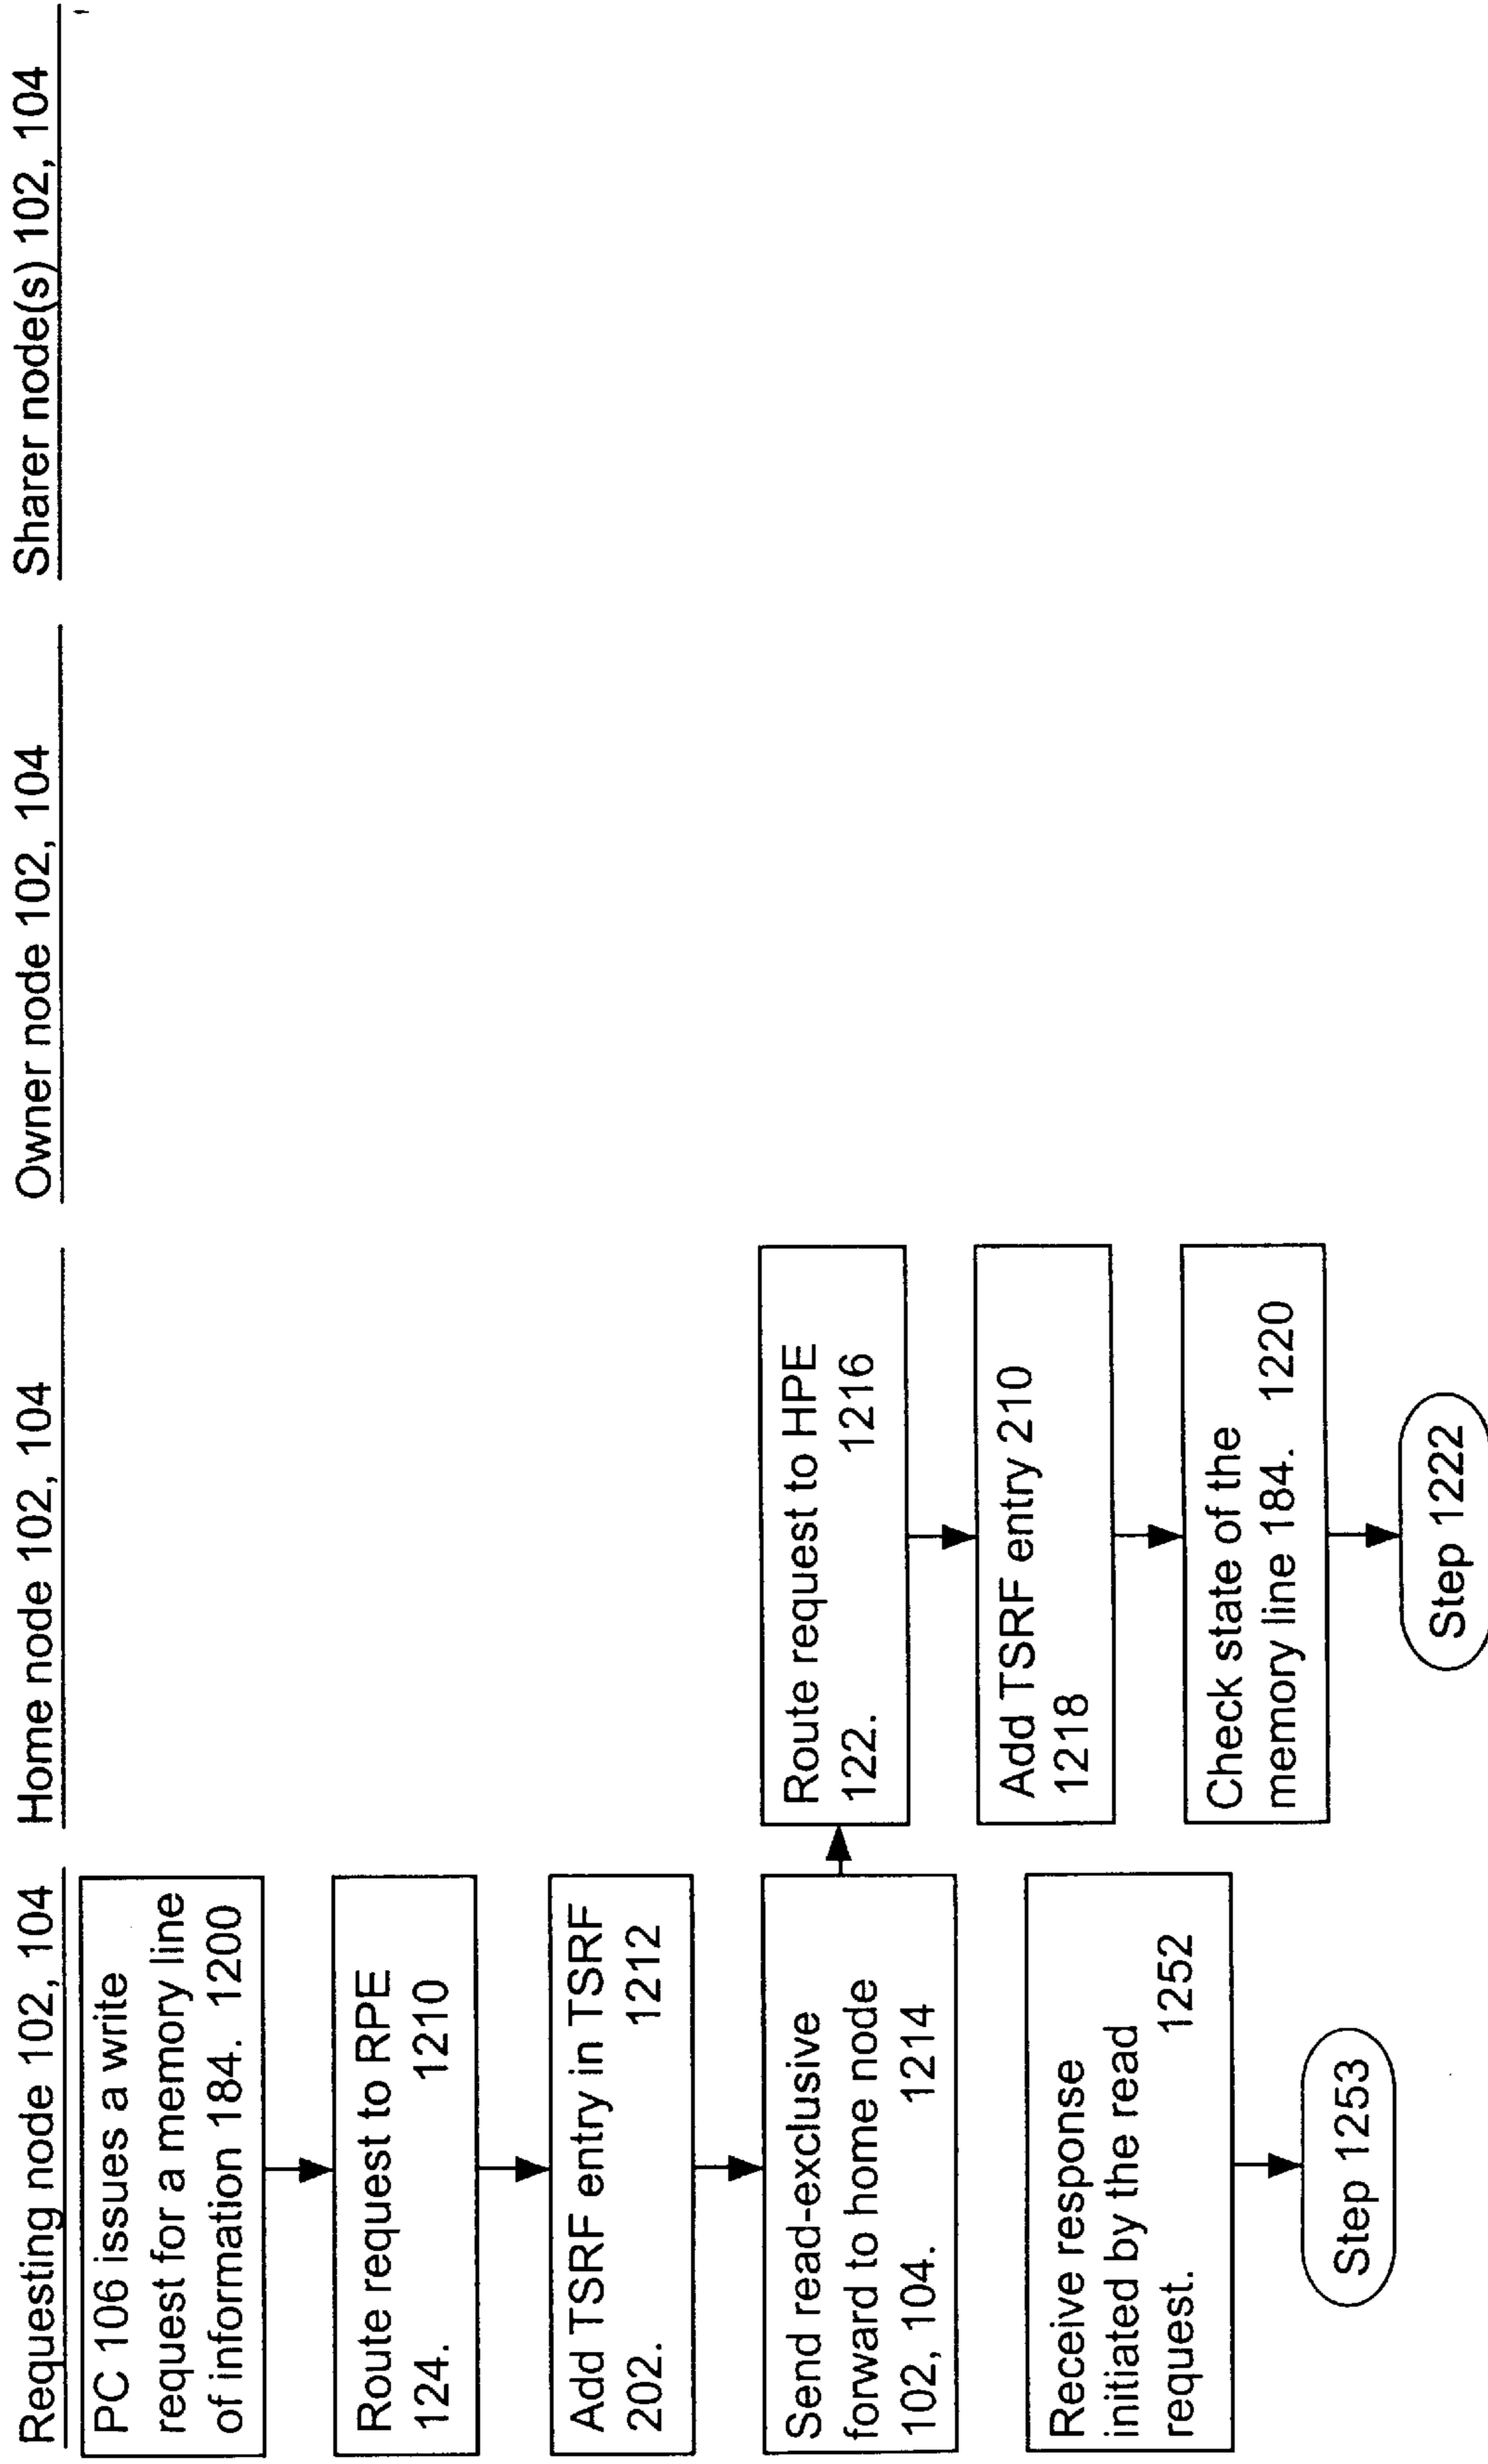 Requesting node 102, 104
Home node 102, 104
Owner node 102, 104
Sharer node(s) 102, 104
PC 106 issues a write
request for a memory line
of information 184. 1200
Route request to RPE
124. 1210
Add TSRF entry in TSRF
202. 1212
Send read-exclusive
forward to home node
102, 104. 1214
Route request to HPE
122. 1216
Add TSRF entry 210
1218
Check state of the
memory line 184. 1220
Step 1222
Receive response
initiated by the read
request. 1252
Step 1253